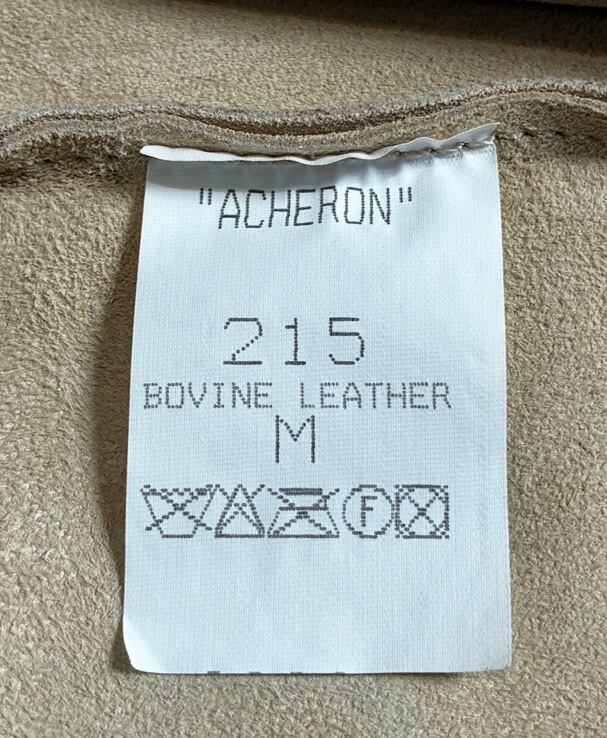 "ACHERON"
215
BOVINE LEATHER
M
F